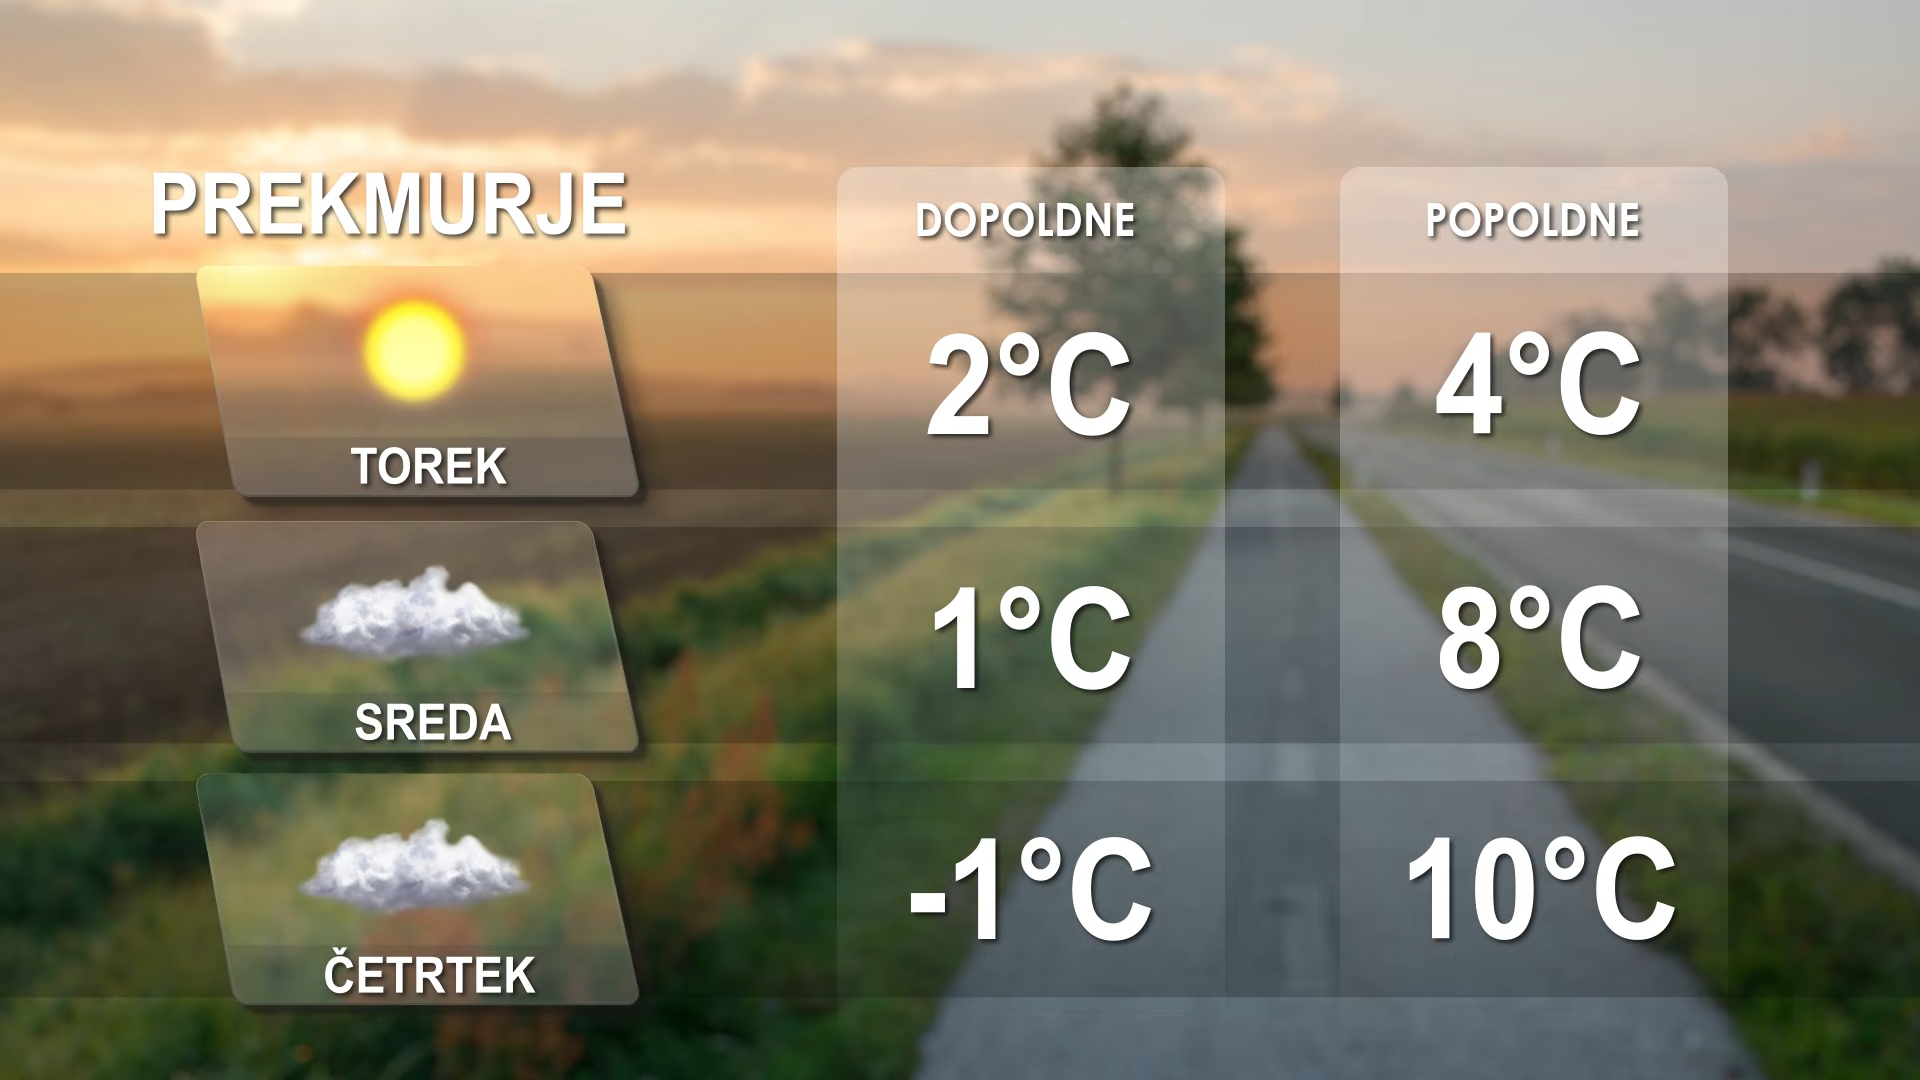 PREKMURJE
DOPOLDNE
POPOLDNE
TOREK
2°C
4°C
SREDA
1°C
8°C
ČETRTEK
-1°C
10°C